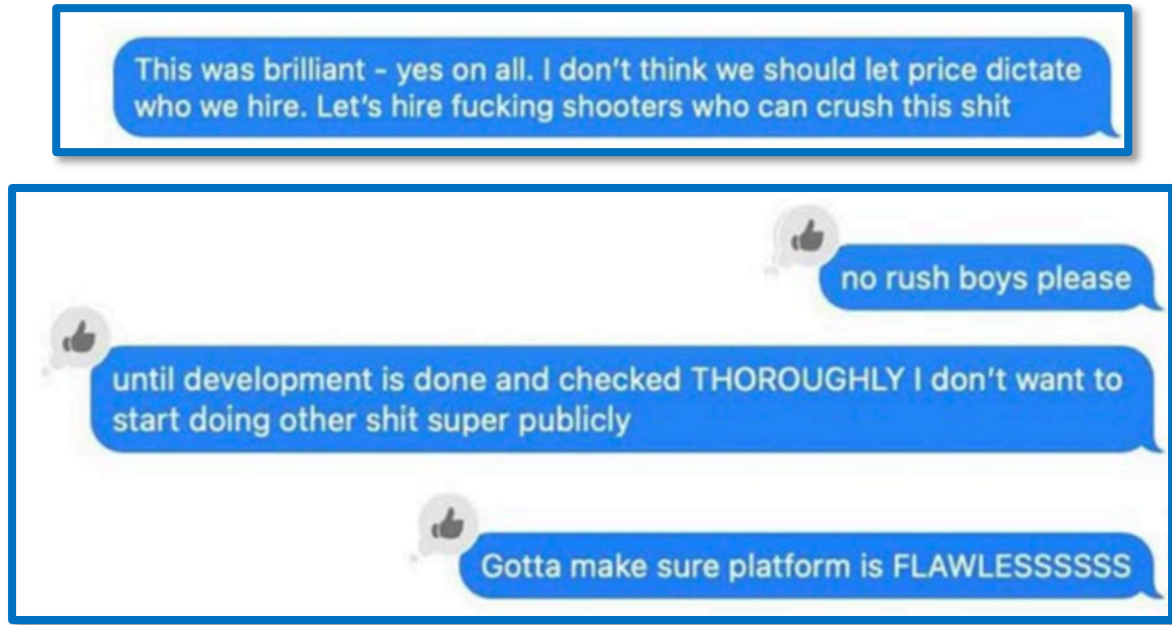 This was brilliant - yes on all. I don't think we should let price dictate
who we hire. Let's hire fucking shooters who can crush this shit
no rush boys please
until development is done and checked THOROUGHLY I don't want to
start doing other shit super publicly
Gotta make sure platform is FLAWLESSSSSS